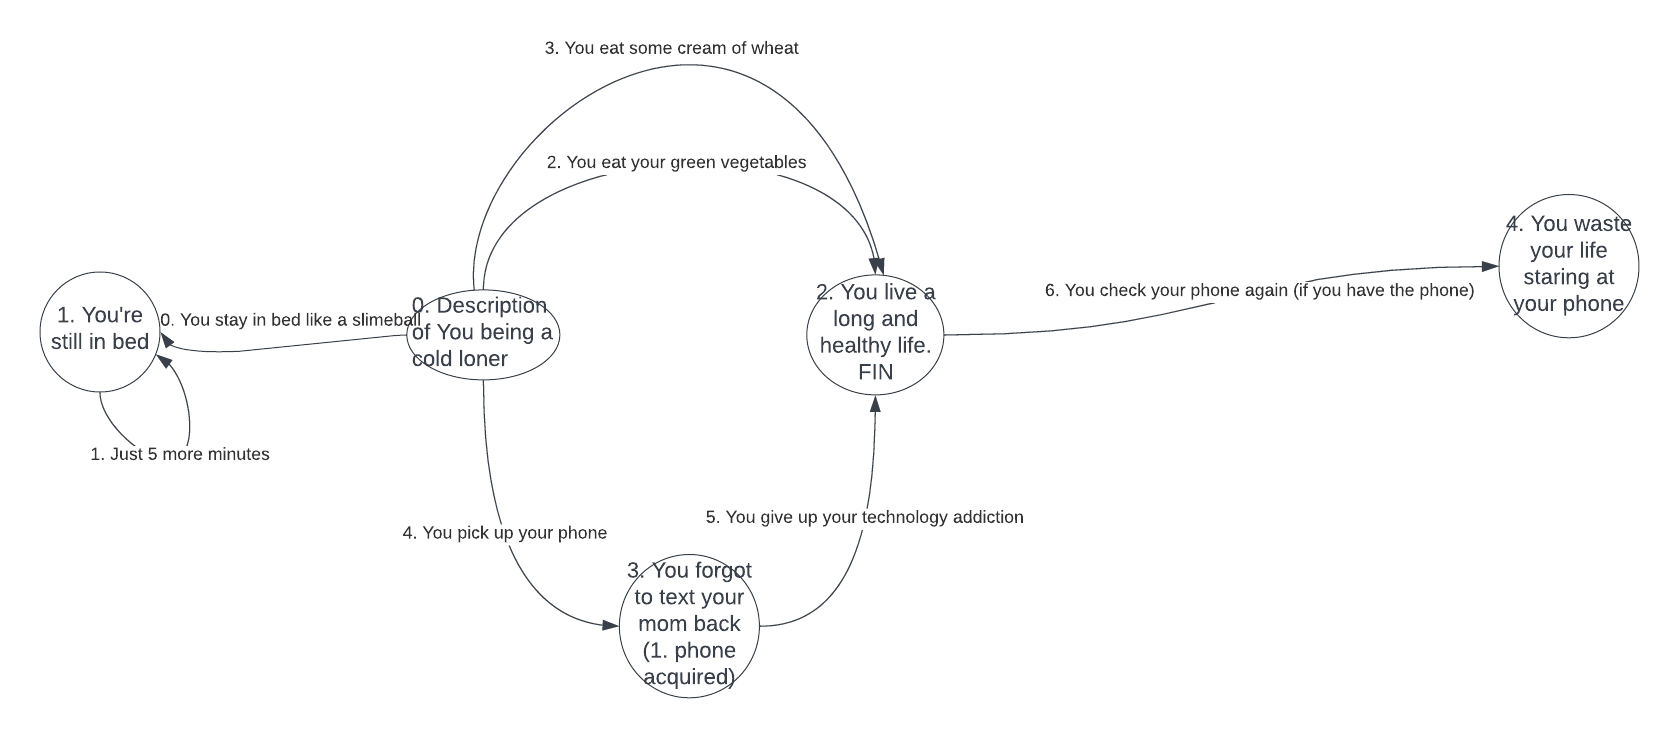 3. You eat some cream of wheat
2. You eat your green vegetables
4. You waste
your life
staring at
your phone
6. You check your phone again (if you have the phone)
2. You live a
long and
healthy life.
FIN
0. Description
of You being a
cold loner
0. You stay in bed like a slimeball
1. You're
still in bed
1. Just 5 more minutes
4. You pick up your phone
5. You give up your technology addiction
3. You forgot
to text your
mom back
(1. phone
acquired)